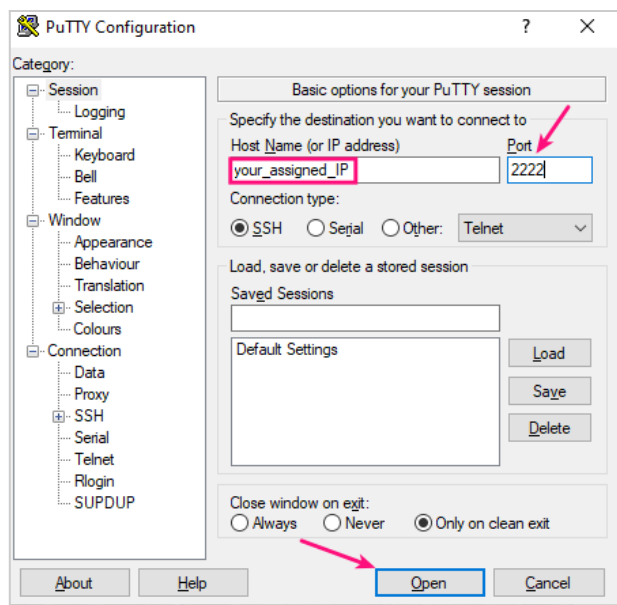 PuTTY Configuration
?
Category:
Session
Logging
Terminal
Keyboard
Bell
Features
Window
Appearance
Behaviour
Translation
Selection
Colours
Connection
Data
Proxy
SSH
Serial
Telnet
Rlogin
SUPDUP
Basic options for your PuTTY session
Specify the destination you want to connect to
Host Name (or IP address) Port
your_assigned_IP 2222
Connection type:
SSH Serial Other: Telnet
Load, save or delete a stored session
Saved Sessions
Default Settings
Load
Save
Delete
Close window on exit:
Always Never Only on clean exit
About Help Open Cancel